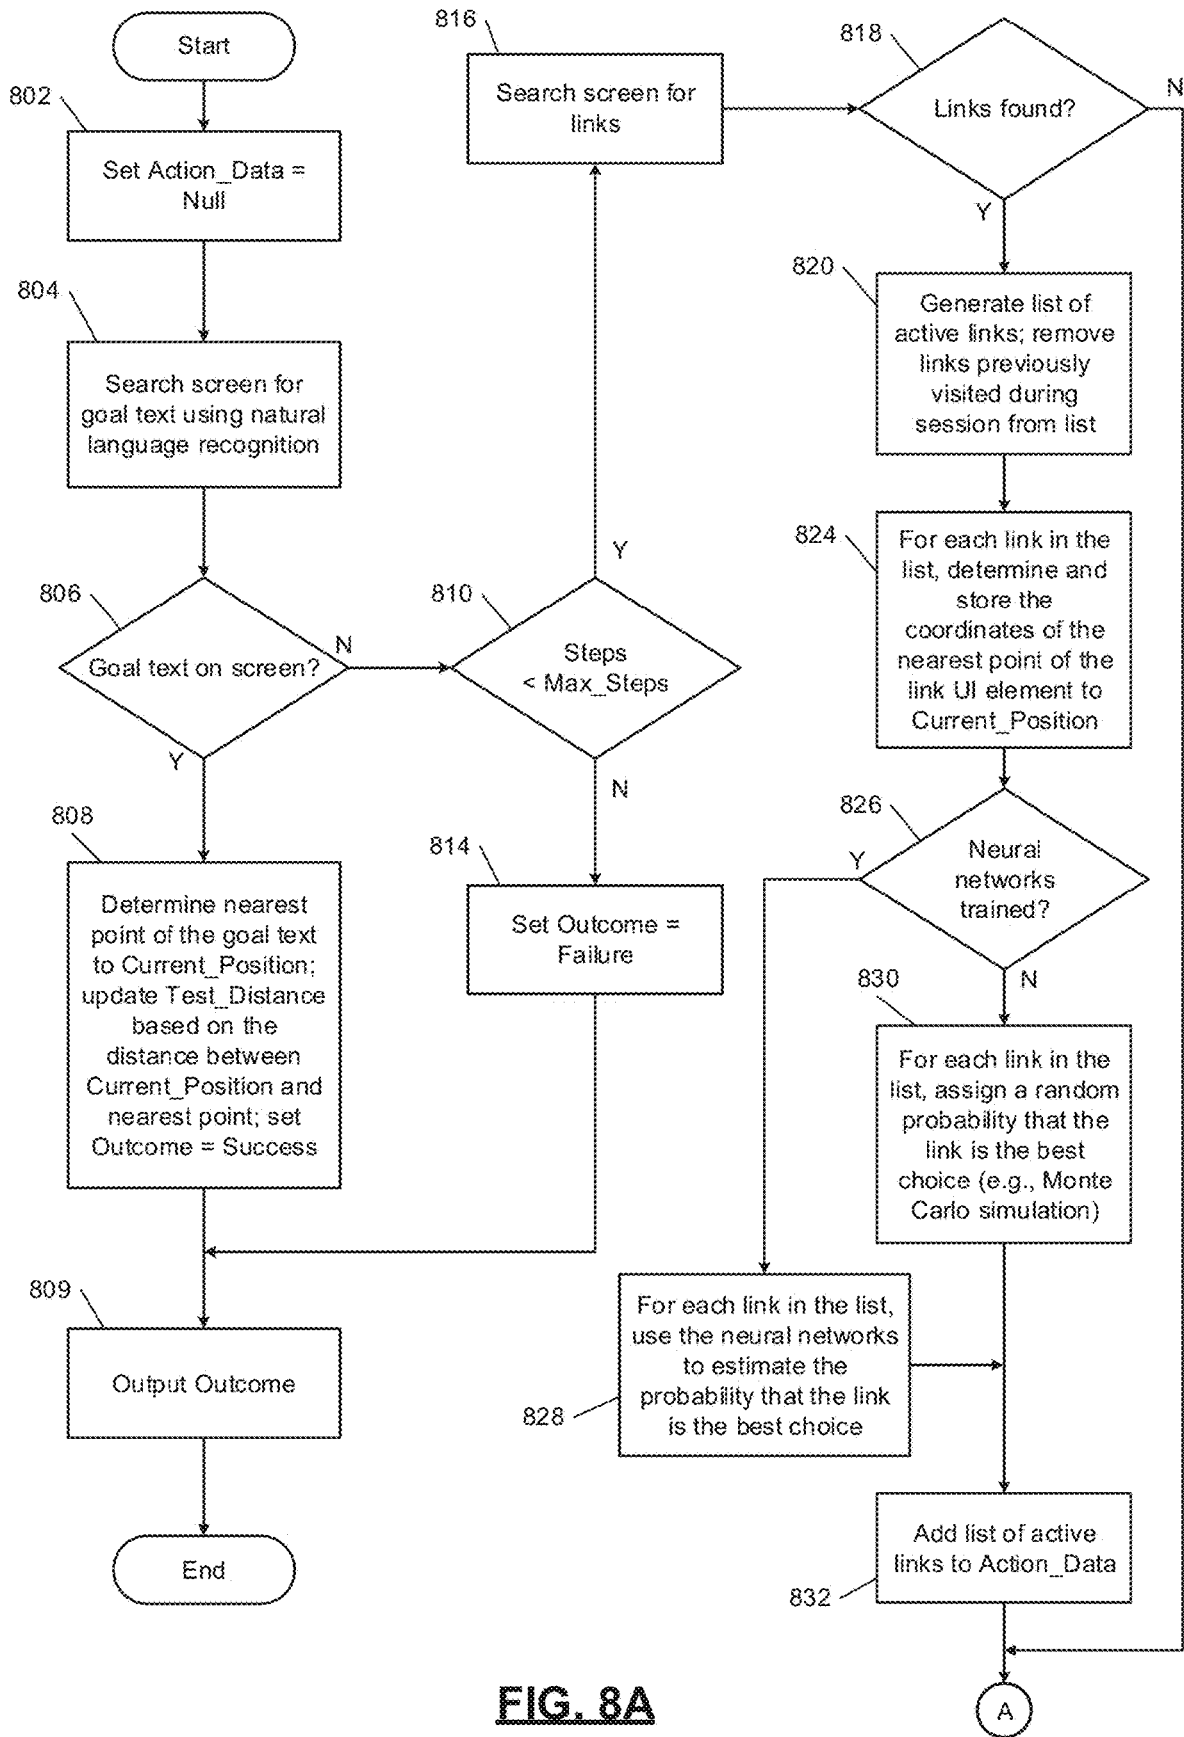 Start
802
Set Action_Data =
Null
804
Search screen for
goal text using natural
language recognition
806
Goal text on screen?
N
Y
808
Determine nearest
point of the goal text
to Current_Position;
update Test_Distance
based on the
distance between
Current_Position and
nearest point; set
Outcome = Success
809
Output Outcome
End
810
Steps
< Max_Steps
Y
N
814
Set Outcome =
Failure
816
Search screen for
links
818
Links found?
N
Y
820
Generate list of
active links; remove
links previously
visited during
session from list
824
For each link in the
list, determine and
store the
coordinates of the
nearest point of the
link UI element to
Current_Position
826
Neural
networks
trained?
Y
N
830
For each link in the
list, assign a random
probability that the
link is the best
choice (e.g., Monte
Carlo simulation)
For each link in the list,
use the neural networks
to estimate the
probability that the link
is the best choice
828
Add list of active
links to Action_Data
832
A
FIG. 8A